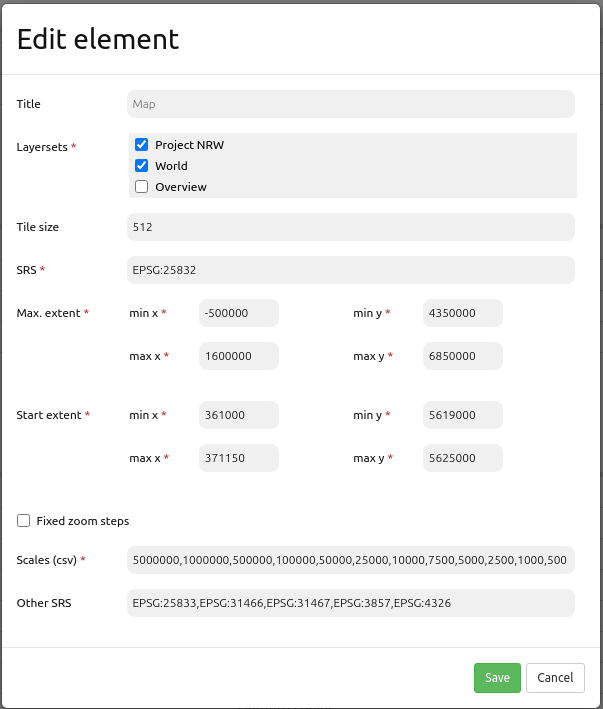 Edit element
Title Map
Layersets * Project NRW
World
Overview
Tile size 512
SRS * EPSG:25832
Max. extent * min x * -500000 min y * 4350000
max x * 1600000 max y * 6850000
Start extent * min x * 361000 min y * 5619000
max x * 371150 max y * 5625000
Fixed zoom steps
Scales (csv) * 5000000,1000000,500000,100000,50000,25000,10000,7500,5000,2500,1000,500
Other SRS EPSG:25833,EPSG:31466,EPSG:31467,EPSG:3857,EPSG:4326
Save Cancel